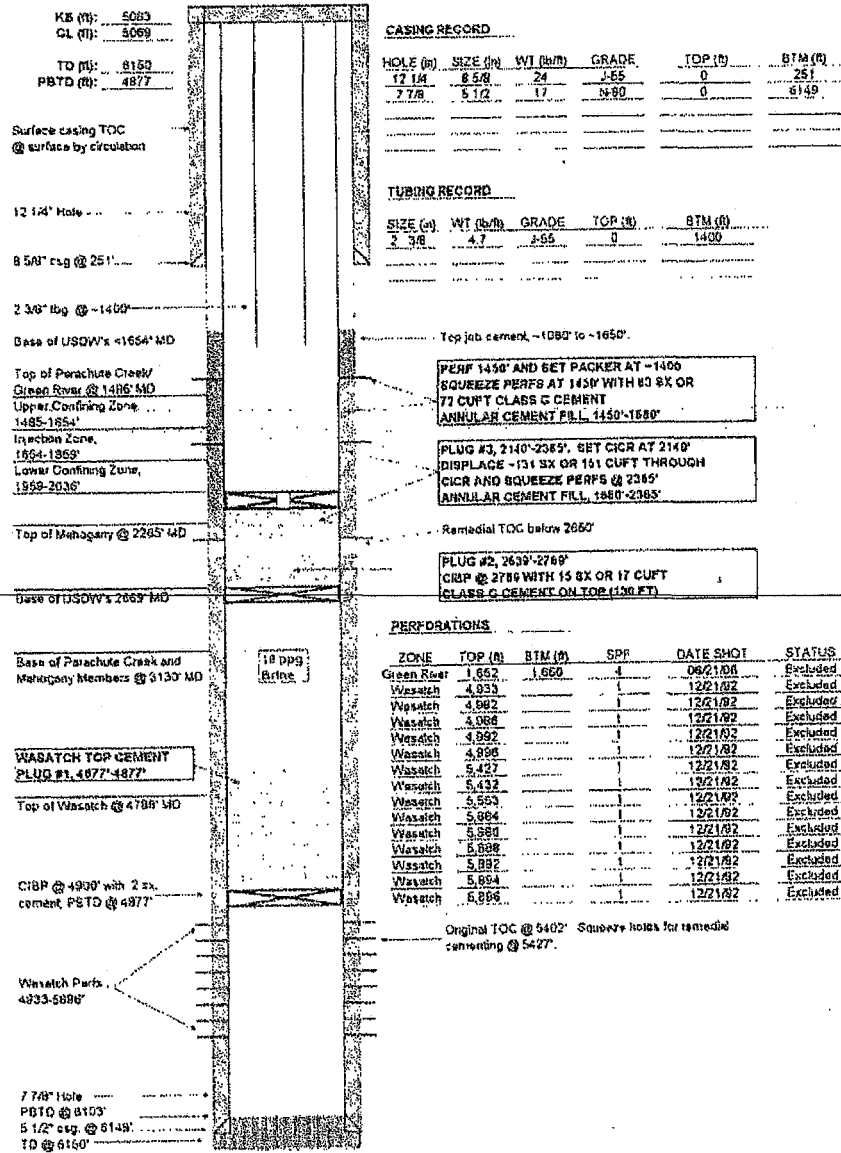 KB (ft): 5083
GL (ft): 5069
TD (ft): 6150
PBTD (ft): 4877
Surface casing TOC
@ surface by circulation
12 1/4" Hole
8 5/8" csg @ 251'
2 3/8" tbg @ ~1400'
Base of USDW's <1654' MD
Top of Parachute Creek/
Green River @ 1485' MD
Upper Confining Zone,
1485-1654'
Injection Zone,
1654-1959'
Lower Confining Zone,
1959-2036'
Top of Mahogany @ 2265' MD
Base of USDW's 2669' MD
Base of Parachute Creek and
Mahogany Members @ 3130' MD
WASATCH TOP CEMENT
PLUG #1, 4677'-4877'
Top of Wasatch @ 4788' MD
CIBP @ 4900' with 2 sx.
cement, PBTD @ 4877'
Wasatch Perfs
4933-5896'
7 7/8" Hole
PBTD @ 6103'
5 1/2" csg. @ 6149'
TD @ 6150'
10 ppg
Brine
CASING RECORD
HOLE (in) SIZE (in) WT (lb/ft) GRADE TOP (ft) BTM (ft)
12 1/4 8 5/8 24 J-55 0 251
7 7/8 5 1/2 17 N-80 0 6149
TUBING RECORD
SIZE (in) WT (lb/ft) GRADE TOP (ft) BTM (ft)
2 3/8 4.7 J-55 0 1400
Top job cement, ~1080' to ~1650'.
PERF 1450' AND SET PACKER AT ~1400
SQUEEZE PERFS AT 1450' WITH 63 SX OR
72 CUFT CLASS G CEMENT
ANNULAR CEMENT FILL, 1450'-1880'
PLUG #3, 2140'-2365'. SET CICR AT 2140'
DISPLACE ~131 SX OR 151 CUFT THROUGH
CICR AND SQUEEZE PERFS @ 2365'
ANNULAR CEMENT FILL, 1880'-2365'
Remedial TOC below 2650'
PLUG #2, 2639'-2769'
CIBP @ 2769 WITH 15 SX OR 17 CUFT
CLASS G CEMENT ON TOP (130 FT)
PERFORATIONS
ZONE TOP (ft) BTM (ft) SPF DATE SHOT STATUS
Green River 1,652 1,660 4 Excluded
Wasatch 4,933 1 12/21/92 Excluded
Wasatch 4,982 1 12/21/92 Excluded
Wasatch 1 12/21/92 Excluded
Wasatch 4,992 1 12/21/92 Excluded
Wasatch 4,996 1 12/21/92 Excluded
Wasatch 5,427 1 12/21/92 Excluded
Wasatch 5,432 1 12/21/92 Excluded
Wasatch 5,553 1 12/21/92 Excluded
Wasatch 5,884 1 12/21/92 Excluded
Wasatch 1 12/21/92 Excluded
Wasatch 5,888 1 12/21/92 Excluded
Wasatch 5,892 1 12/21/92 Excluded
Wasatch 5,894 1 12/21/92 Excluded
Wasatch 5,896 1 12/21/92 Excluded
Original TOC @ 5402' Squeeze holes for remedial
cementing @ 5427'.